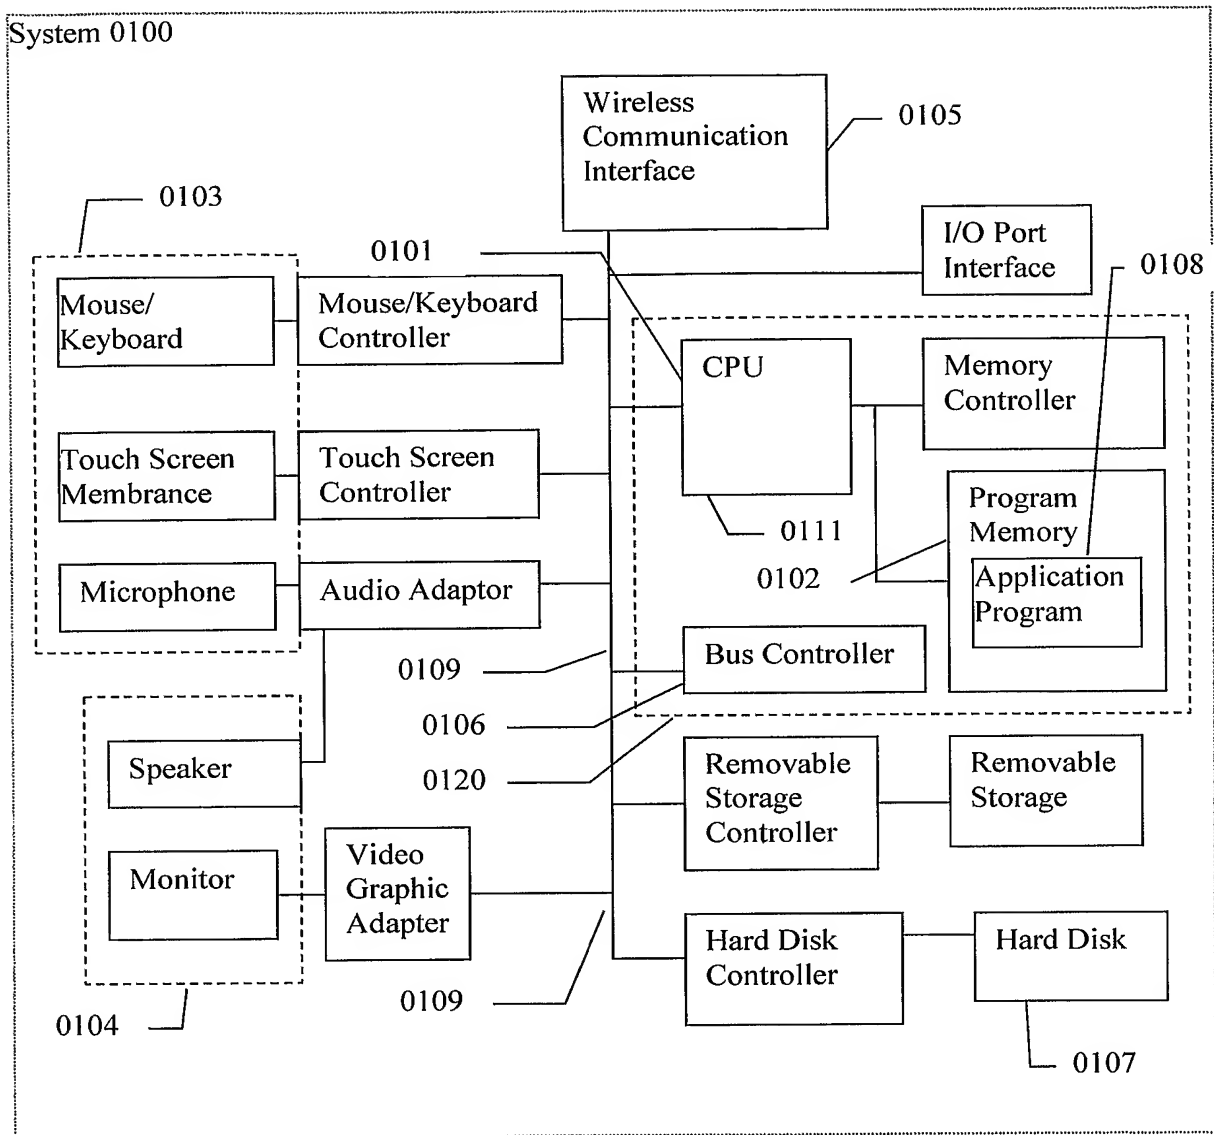 System 0100
Wireless
Communication
Interface
0105
0103
0101
I/O Port
Interface
0108
Mouse/
Keyboard
Mouse/Keyboard
Controller
CPU
Memory
Controller
Touch Screen
Membrance
Touch Screen
Controller
0111
Program
Memory
0102
Application
Program
Microphone
Audio Adaptor
0109
Bus Controller
0106
0120
Speaker
Removable
Storage
Controller
Removable
Storage
Monitor
Video
Graphic
Adapter
0109
Hard Disk
Controller
Hard Disk
0104
0107